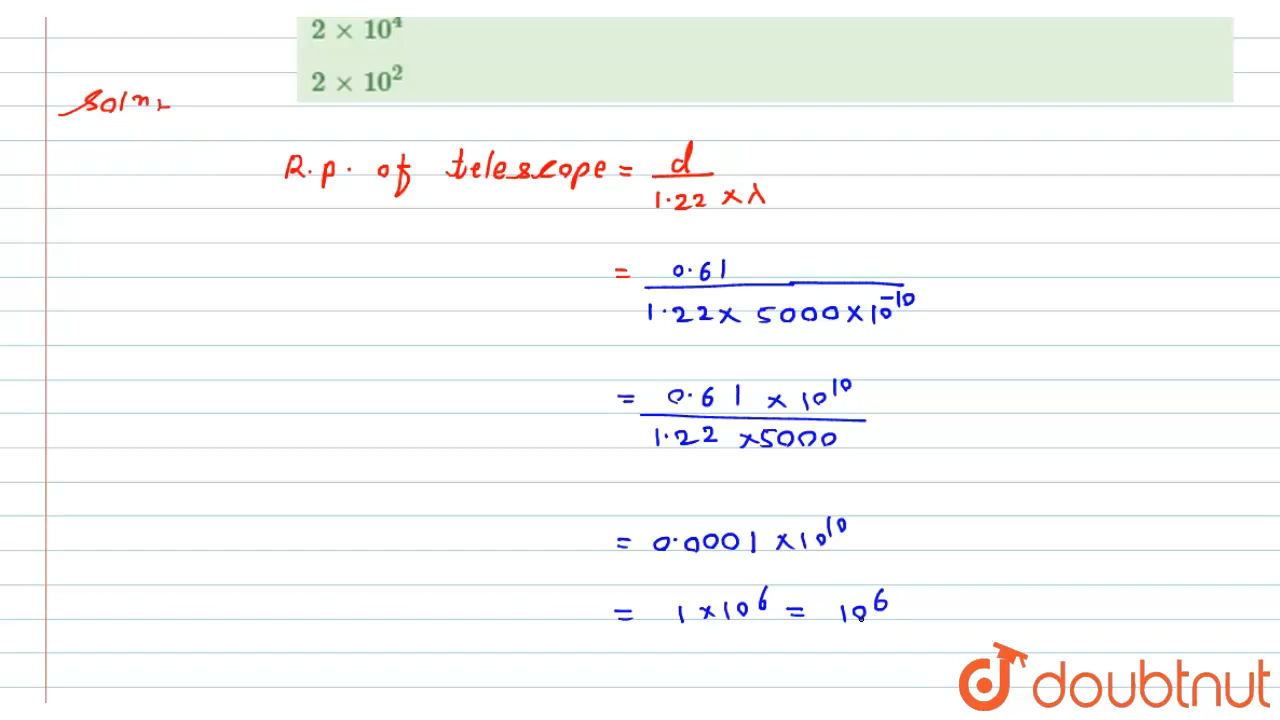 2 × 10⁴
2 × 10²
Soln,
R.p. of telescope = d / 1.22 × λ
= 0.61 / 1.22 × 5000 × 10⁻¹⁰
= 0.61 × 10¹⁰ / 1.22 × 5000
= 0.0001 × 10¹⁰
= 1 × 10⁶ = 10⁶
doubtnut